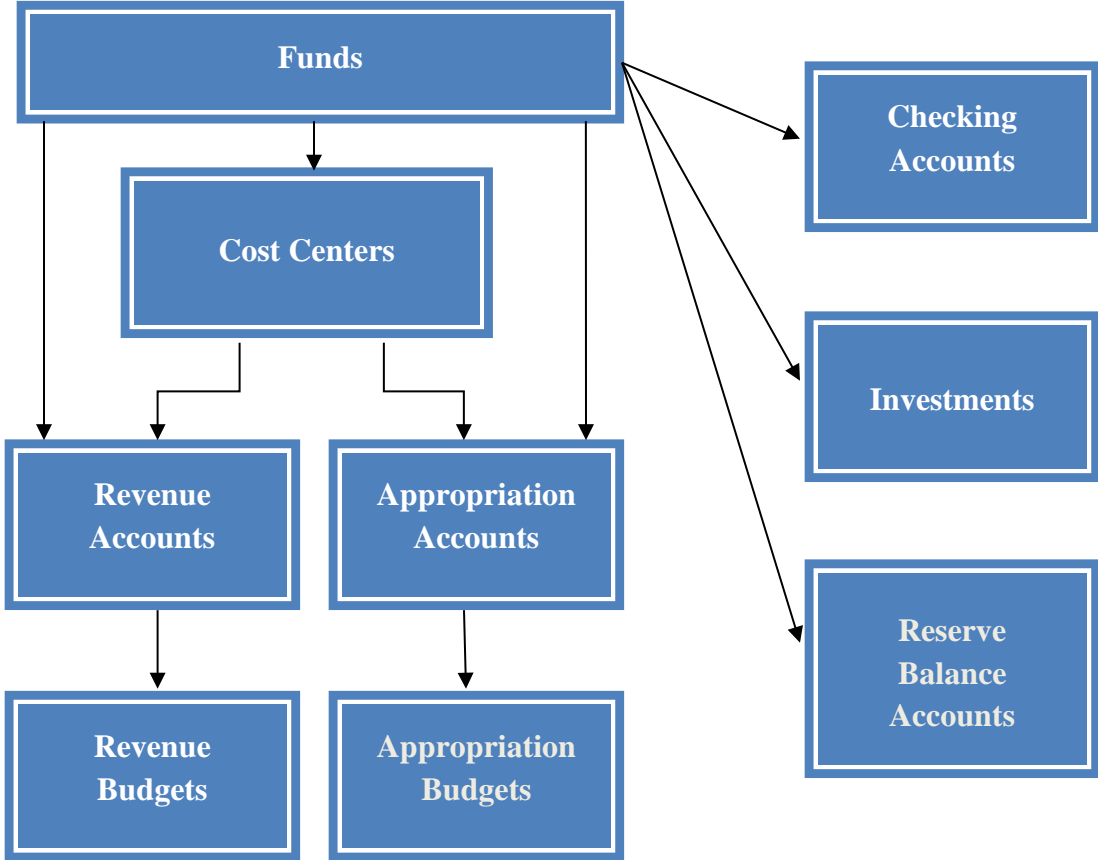 Funds
Checking
Accounts
Cost Centers
Investments
Revenue
Accounts
Appropriation
Accounts
Reserve
Balance
Accounts
Revenue
Budgets
Appropriation
Budgets